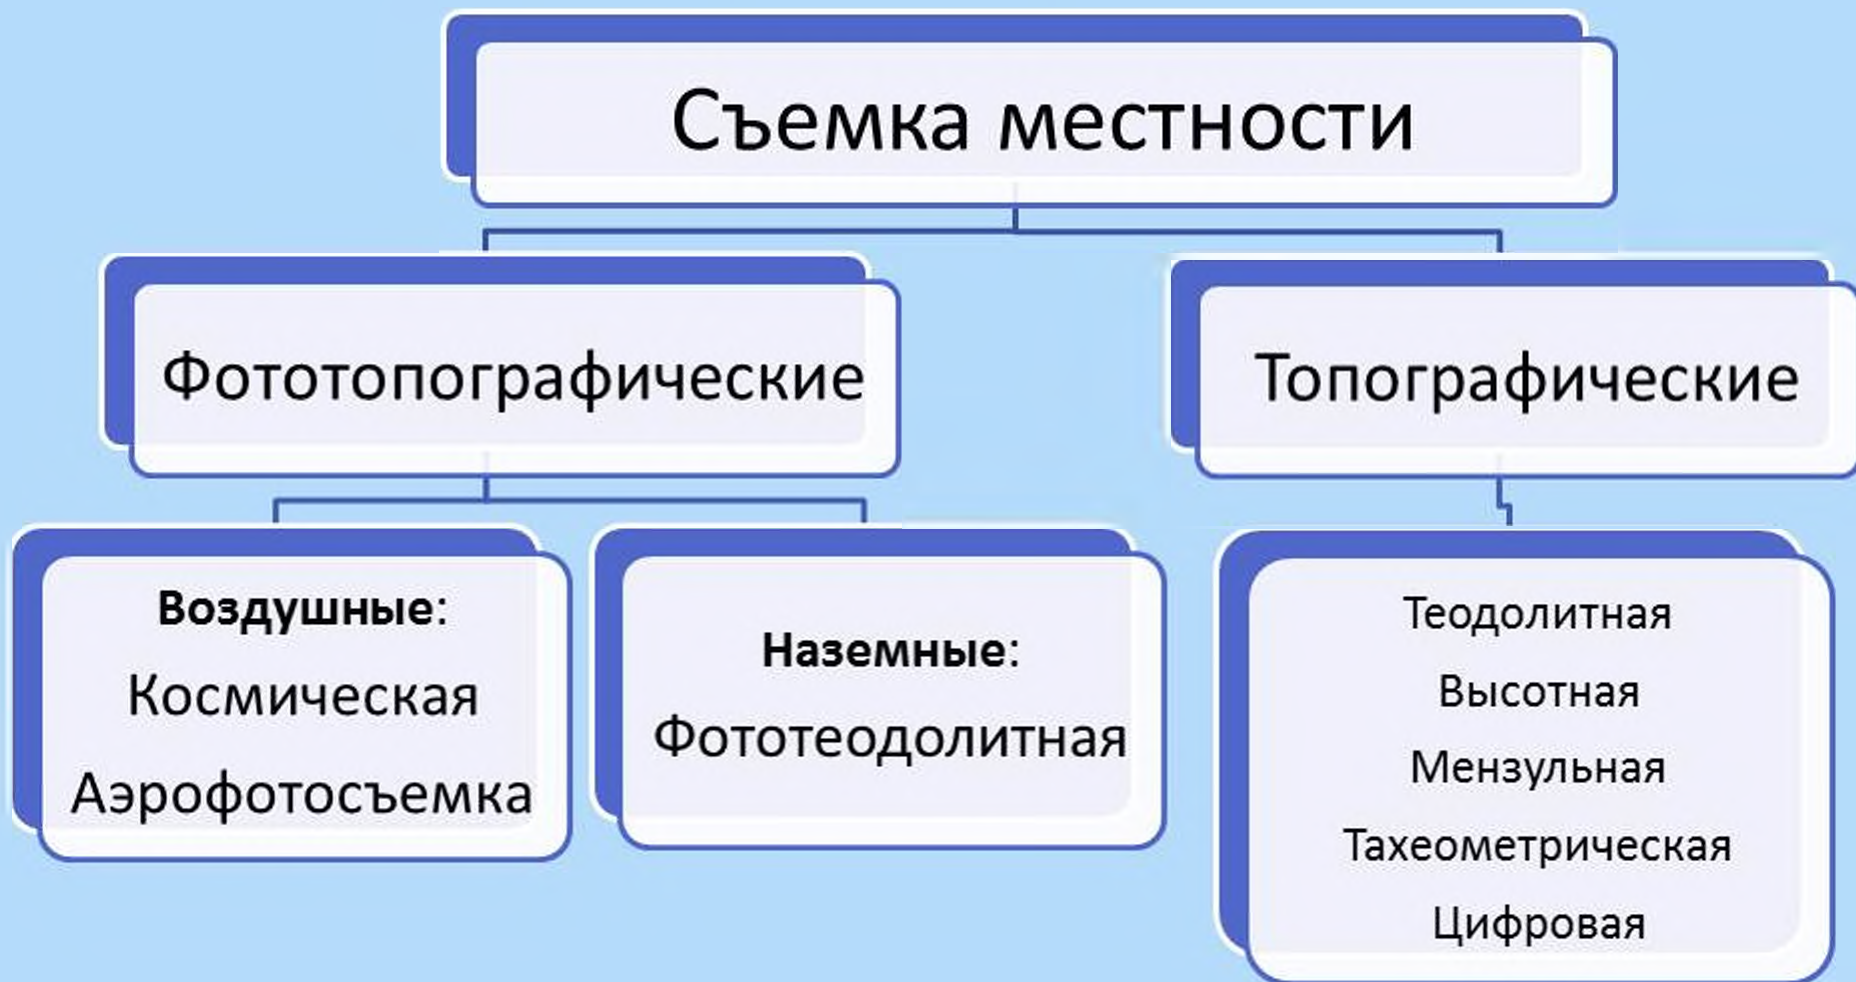 Съемка местности
Фототопографические
Топографические
Воздушные:
Космическая
Аэрофотосъемка
Наземные:
Фототеодолитная
Теодолитная
Высотная
Мензульная
Тахеометрическая
Цифровая